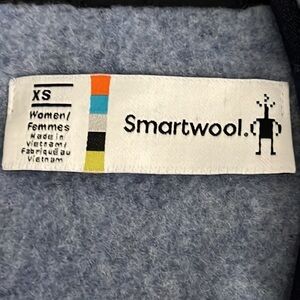 XS
Women/
Femmes
Made in
Vietnam/
Fabriqué au
Vietnam
Smartwool.